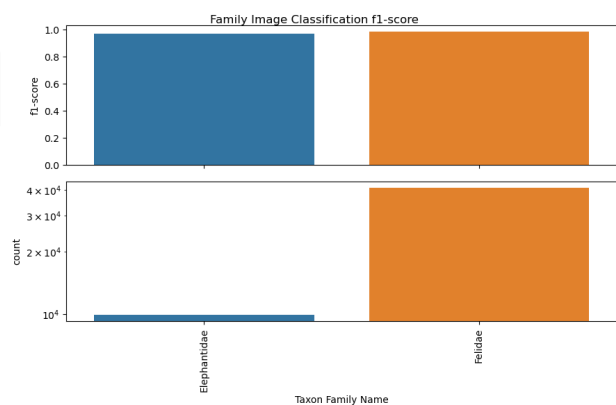 Family Image Classification f1-score
1.0
0.8
0.6
0.4
0.2
0.0
f1-score
4 × 10⁴
3 × 10⁴
2 × 10⁴
10⁴
count
Elephantidae
Felidae
Taxon Family Name